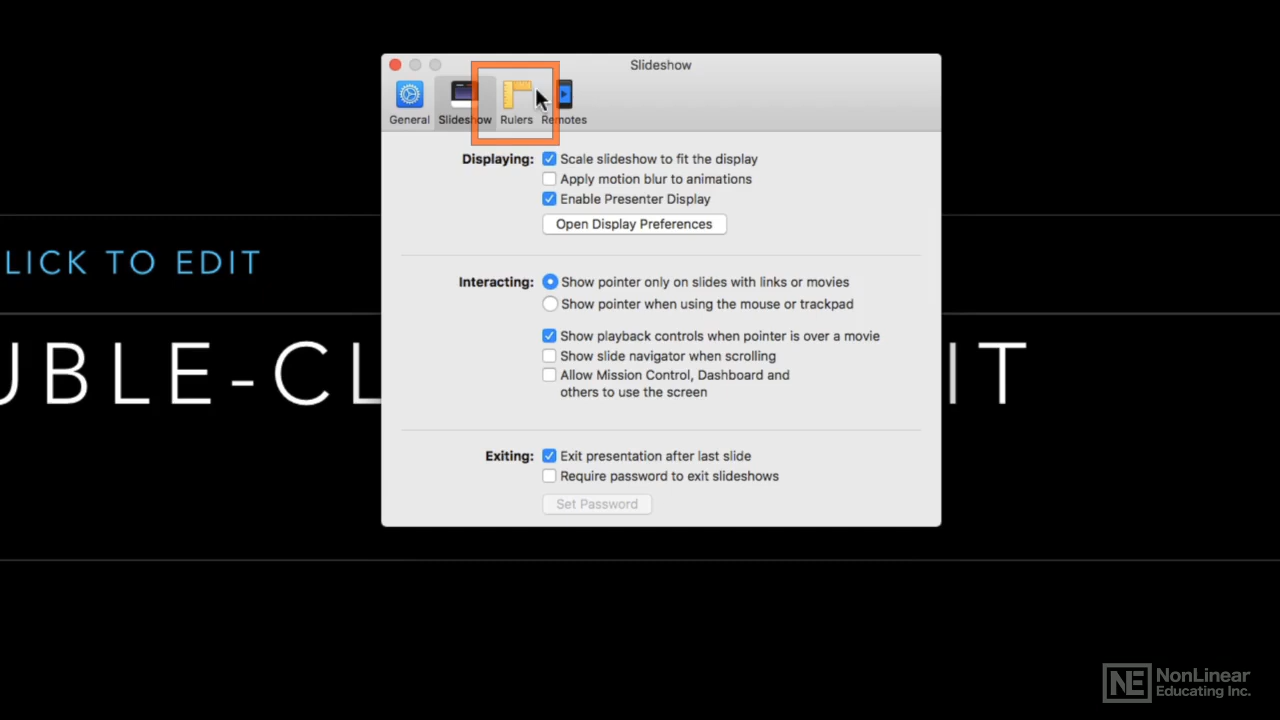 Slideshow
General Slideshow Rulers Remotes
Displaying: Scale slideshow to fit the display
Apply motion blur to animations
Enable Presenter Display
Open Display Preferences
LICK TO EDIT
Interacting: Show pointer only on slides with links or movies
Show pointer when using the mouse or trackpad
Show playback controls when pointer is over a movie
Show slide navigator when scrolling
Allow Mission Control, Dashboard and
others to use the screen
UBLE-CL IT
Exiting: Exit presentation after last slide
Require password to exit slideshows
Set Password
NE NonLinear
Educating Inc.